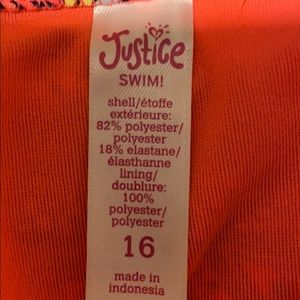 Justice
SWIM!
shell/étoffe
extérieure:
82% polyester/
polyester
18% elastane/
élasthanne
lining/
doublure:
100%
polyester/
polyester
16
made in
indonesia